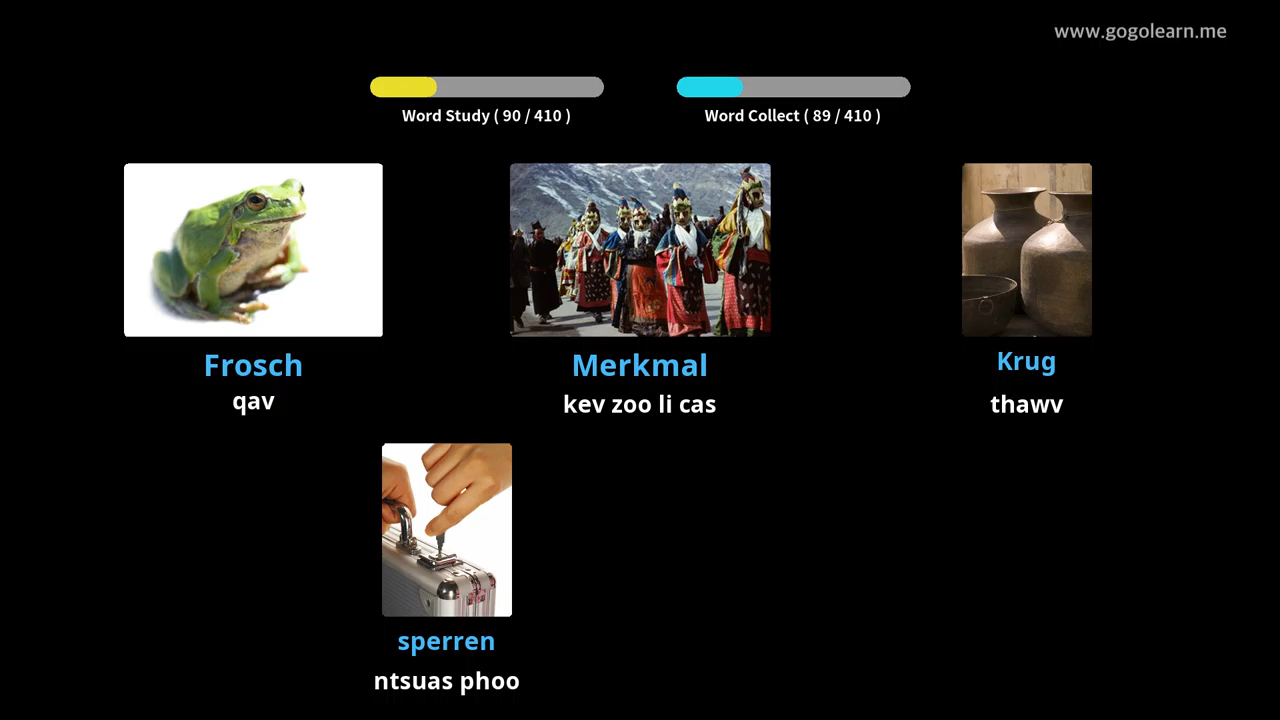 www.gogolearn.me
Word Study ( 90 / 410 )
Word Collect ( 89 / 410 )
Frosch
qav
Merkmal
kev zoo li cas
Krug
thawv
sperren
ntsuas phoo